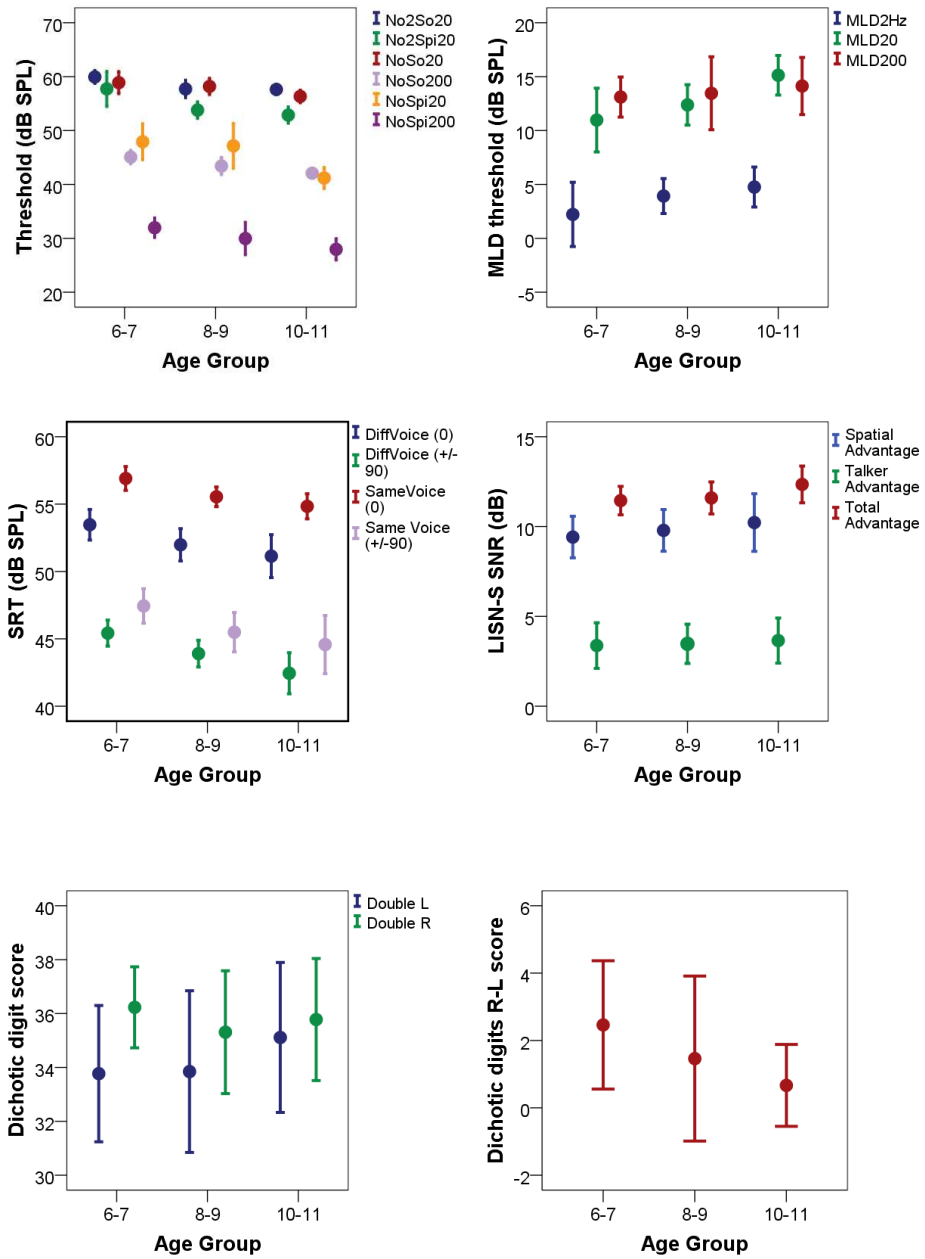 70
60
50
40
30
20
Threshold (dB SPL)
6-7
8-9
10-11
Age Group
No2So20
No2Spi20
NoSo20
NoSo200
NoSpi20
NoSpi200
20
15
10
5
0
-5
MLD threshold (dB SPL)
6-7
8-9
10-11
Age Group
MLD2Hz
MLD20
MLD200
60
55
50
45
40
SRT (dB SPL)
6-7
8-9
10-11
Age Group
DiffVoice (0)
DiffVoice (+/-
90)
SameVoice
(0)
Same Voice
(+/-90)
15
10
5
0
LISN-S SNR (dB)
6-7
8-9
10-11
Age Group
Spatial
Advantage
Talker
Advantage
Total
Advantage
40
38
36
34
32
30
Dichotic digit score
6-7
8-9
10-11
Age Group
Double L
Double R
6
4
2
0
-2
Dichotic digits R-L score
6-7
8-9
10-11
Age Group